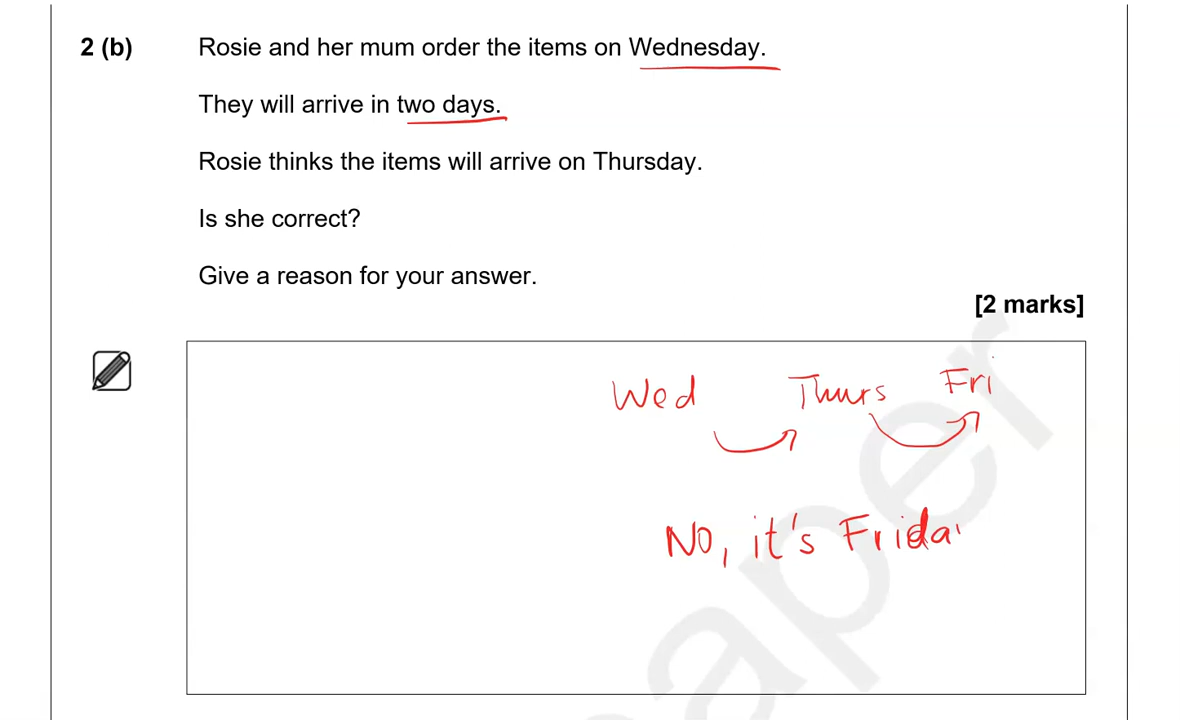 2 (b) Rosie and her mum order the items on Wednesday.
They will arrive in two days.
Rosie thinks the items will arrive on Thursday.
Is she correct?
Give a reason for your answer.
[2 marks]
Wed Thurs Fri
No, it's Frida
aper